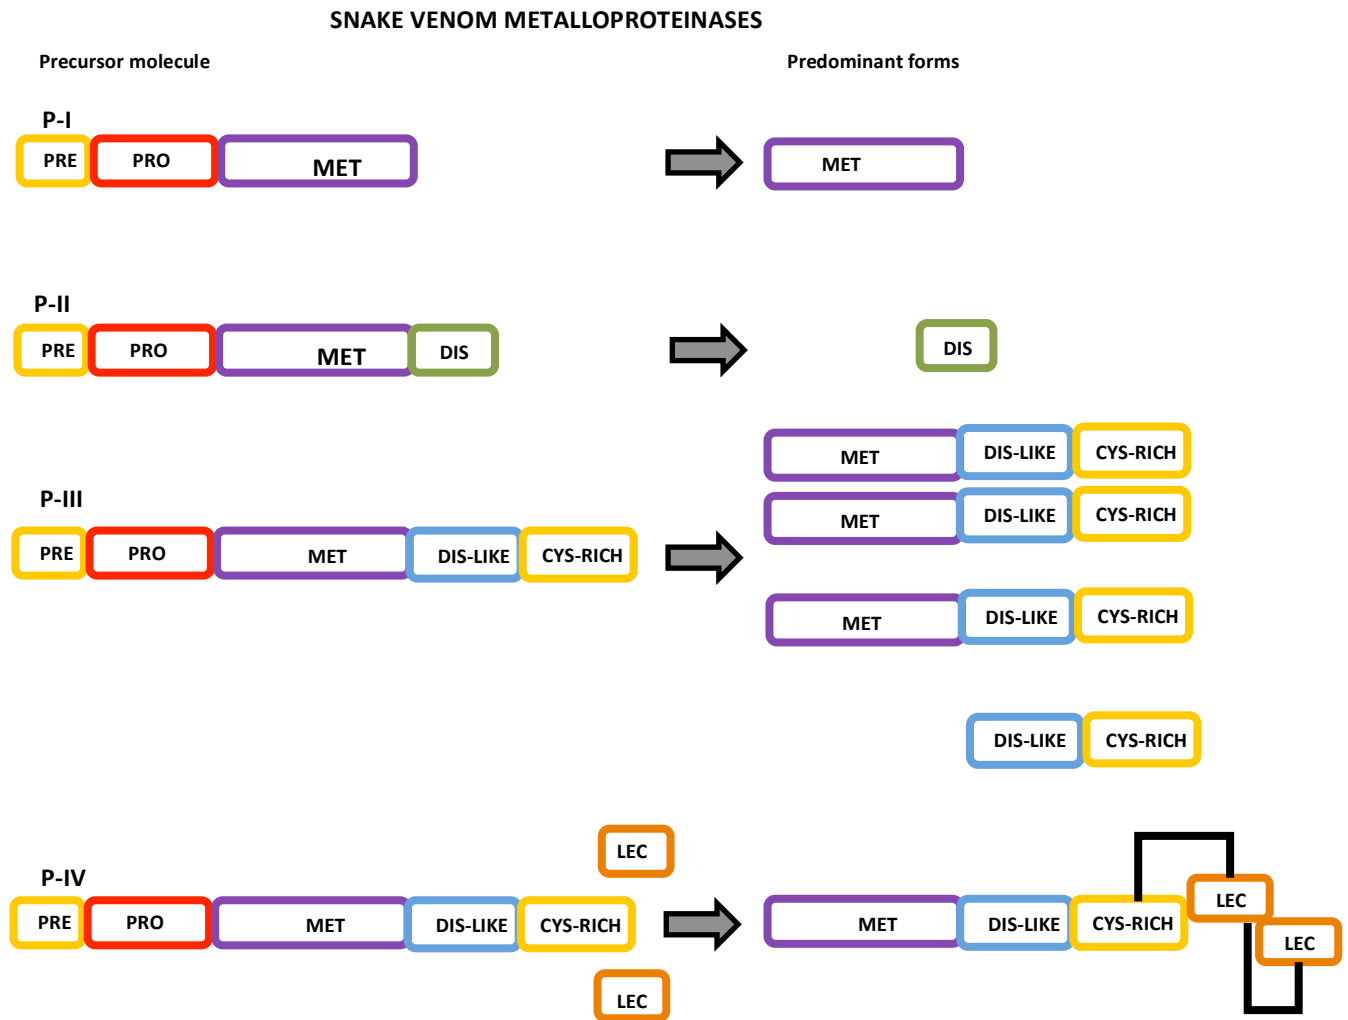 SNAKE VENOM METALLOPROTEINASES
Precursor molecule Predominant forms
P-I
PRE PRO MET MET
P-II
PRE PRO MET DIS DIS
MET DIS-LIKE CYS-RICH
P-III
MET DIS-LIKE CYS-RICH
PRE PRO MET DIS-LIKE CYS-RICH
MET DIS-LIKE CYS-RICH
DIS-LIKE CYS-RICH
LEC
P-IV
LEC
PRE PRO MET DIS-LIKE CYS-RICH MET DIS-LIKE CYS-RICH
LEC
LEC